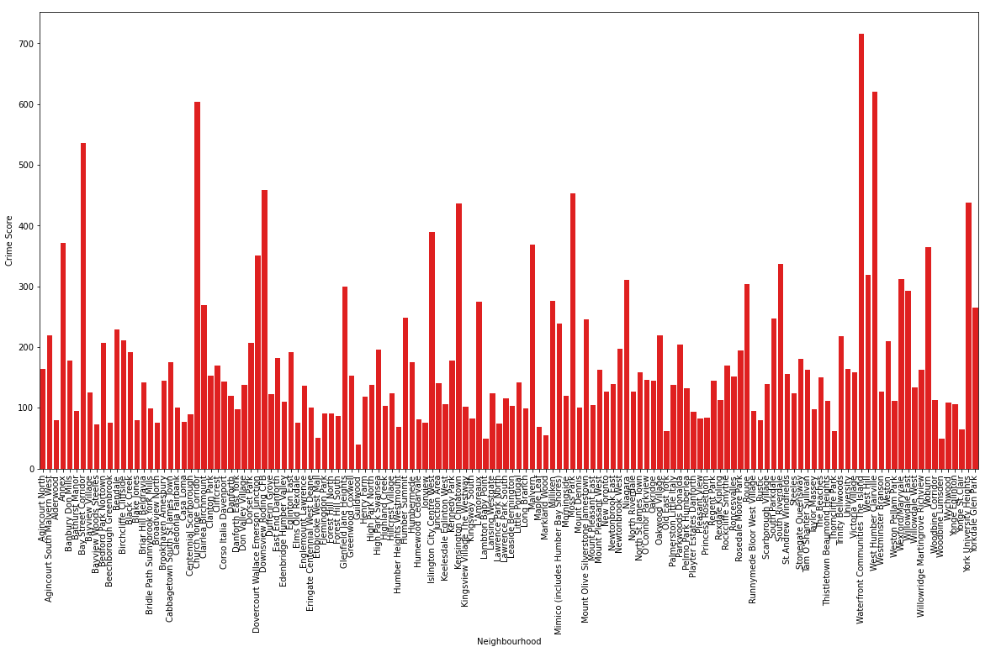 700
600
500
400
300
200
100
0
Crime Score
Agincourt North
Agincourt South Malvern West
Alderwood
Annex
Banbury Don Mills
Bathurst Manor
Bay Street Corridor
Bayview Village
Bayview Woods Steeles
Bedford Park Nortown
Beechborough Greenbrook
Bendale
Birchcliffe Cliffside
Black Creek
Blake Jones
Briar Hill Belgravia
Bridle Path Sunnybrook York Mills
Broadview North
Brookhaven Amesbury
Cabbagetown South St.James Town
Caledonia Fairbank
Casa Loma
Centennial Scarborough
Church Yonge Corridor
Clairlea Birchmount
Clanton Park
Cliffcrest
Corso Italia Davenport
Danforth
Danforth East York
Don Valley Village
Dorset Park
Dovercourt Wallace Emerson Junction
Downsview Roding CFB
Dufferin Grove
East End Danforth
Edenbridge Humber Valley
Eglinton East
Elms Old Rexdale
Englemount Lawrence
Eringate Centennial West Deane
Etobicoke West Mall
Flemingdon Park
Forest Hill North
Forest Hill South
Glenfield Jane Heights
Greenwood Coxwell
Guildwood
Henry Farm
High Park North
High Park Swansea
Highland Creek
Hillcrest Village
Humber Heights Westmount
Humber Summit
Humbermede
Humewood Cedarvale
Ionview
Islington City Centre West
Junction Area
Keelesdale Eglinton West
Kennedy Park
Kensington Chinatown
Kingsview Village The Westway
Kingsway South
Lambton Baby Point
Lansing Westgate
Lawrence Park North
Lawrence Park South
Leaside Bennington
Little Portugal
Long Branch
Malvern
Maple Leaf
Markland Wood
Milliken
Mimico (includes Humber Bay Shores)
Morningside
Moss Park
Mount Dennis
Mount Olive Silverstone Jamestown
Mount Pleasant East
Mount Pleasant West
New Toronto
Newtonbrook East
Newtonbrook West
Niagara
North Riverdale
North St.James Town
O'Connor Parkview
Oakridge
Oakwood Village
Old East York
Palmerston Little Italy
Parkwoods Donalda
Pelmo Park Humberlea
Playter Estates Danforth
Pleasant View
Princess Rosethorn
Regent Park
Rexdale Kipling
Rockcliffe Smythe
Roncesvalles
Rosedale Moore Park
Rouge
Runnymede Bloor West Village
Rustic
Scarborough Village
South Parkdale
South Riverdale
St.Andrew Windfields
Steeles
Stonegate Queensway
Tam O'Shanter Sullivan
Taylor Massey
The Beaches
Thistletown Beaumond Heights
Thorncliffe Park
Trinity Bellwoods
University
Victoria Village
Waterfront Communities The Island
West Hill
West Humber Clairville
Westminster Branson
Weston
Weston Pellam Park
Wexford/Maryvale
Willowdale East
Willowdale West
Willowridge Martingrove Richview
Woburn
Woodbine Corridor
Woodbine Lumsden
Wychwood
Yonge Eglinton
Yonge St.Clair
York University Heights
Yorkdale Glen Park
Neighbourhood